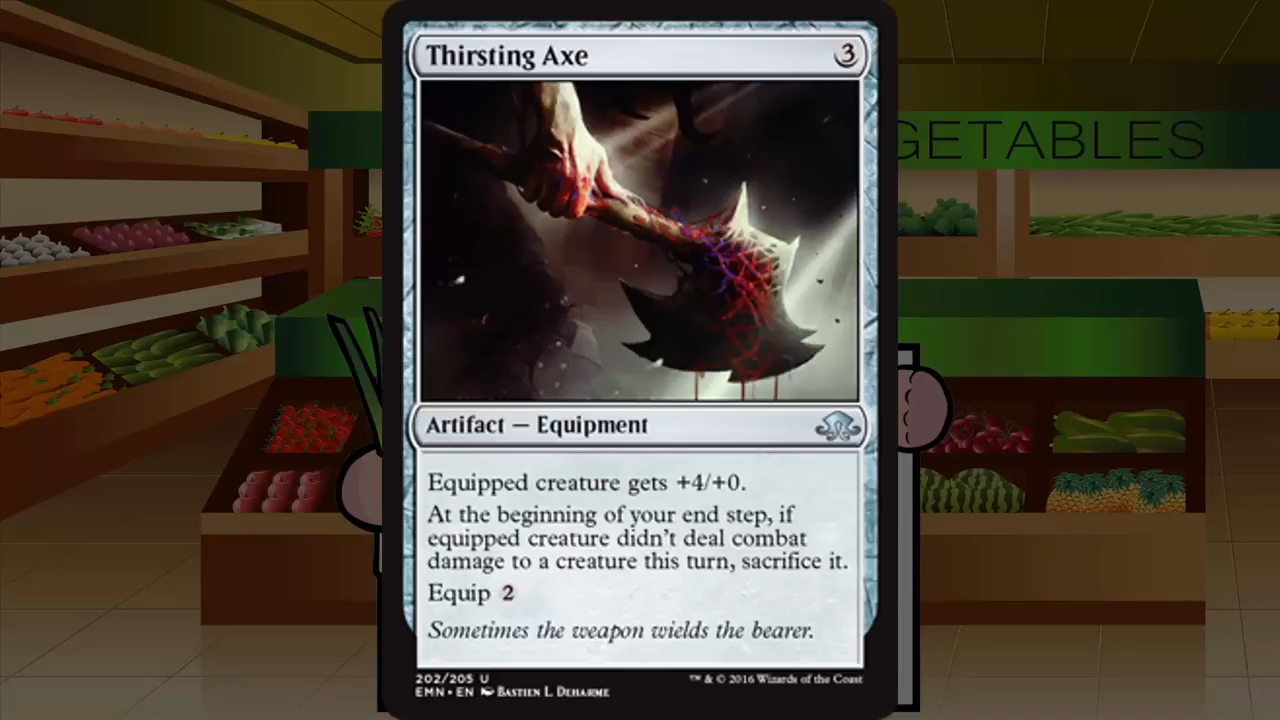 Thirsting Axe 3
GETABLES
Artifact — Equipment
Equipped creature gets +4/+0.
At the beginning of your end step, if
equipped creature didn't deal combat
damage to a creature this turn, sacrifice it.
Equip 2
Sometimes the weapon wields the bearer.
202/205 U
EMN • EN Bastien L. Deharme
™ & © 2016 Wizards of the Coast